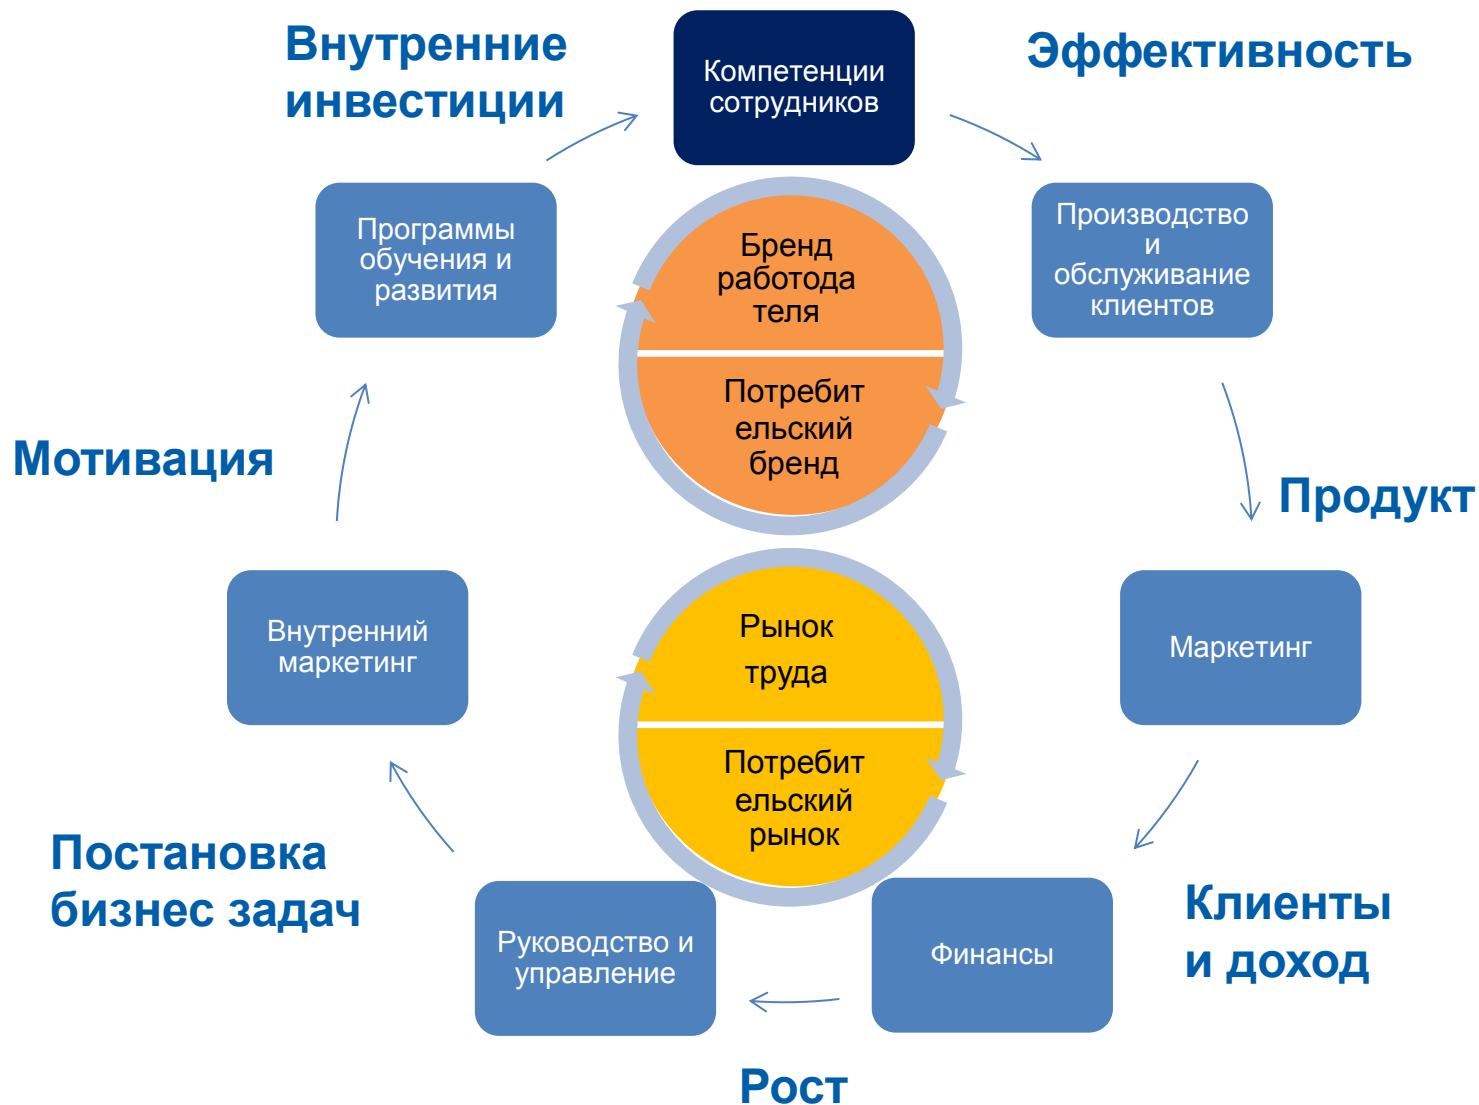 Внутренние
инвестиции
Компетенции
сотрудников
Эффективность
Программы
обучения и
развития
Бренд
работода
теля
Производство
и
обслуживание
клиентов
Потребит
ельский
бренд
Мотивация
Продукт
Внутренний
маркетинг
Рынок
труда
Маркетинг
Потребит
ельский
рынок
Постановка
бизнес задач
Руководство и
управление
Финансы
Клиенты
и доход
Рост